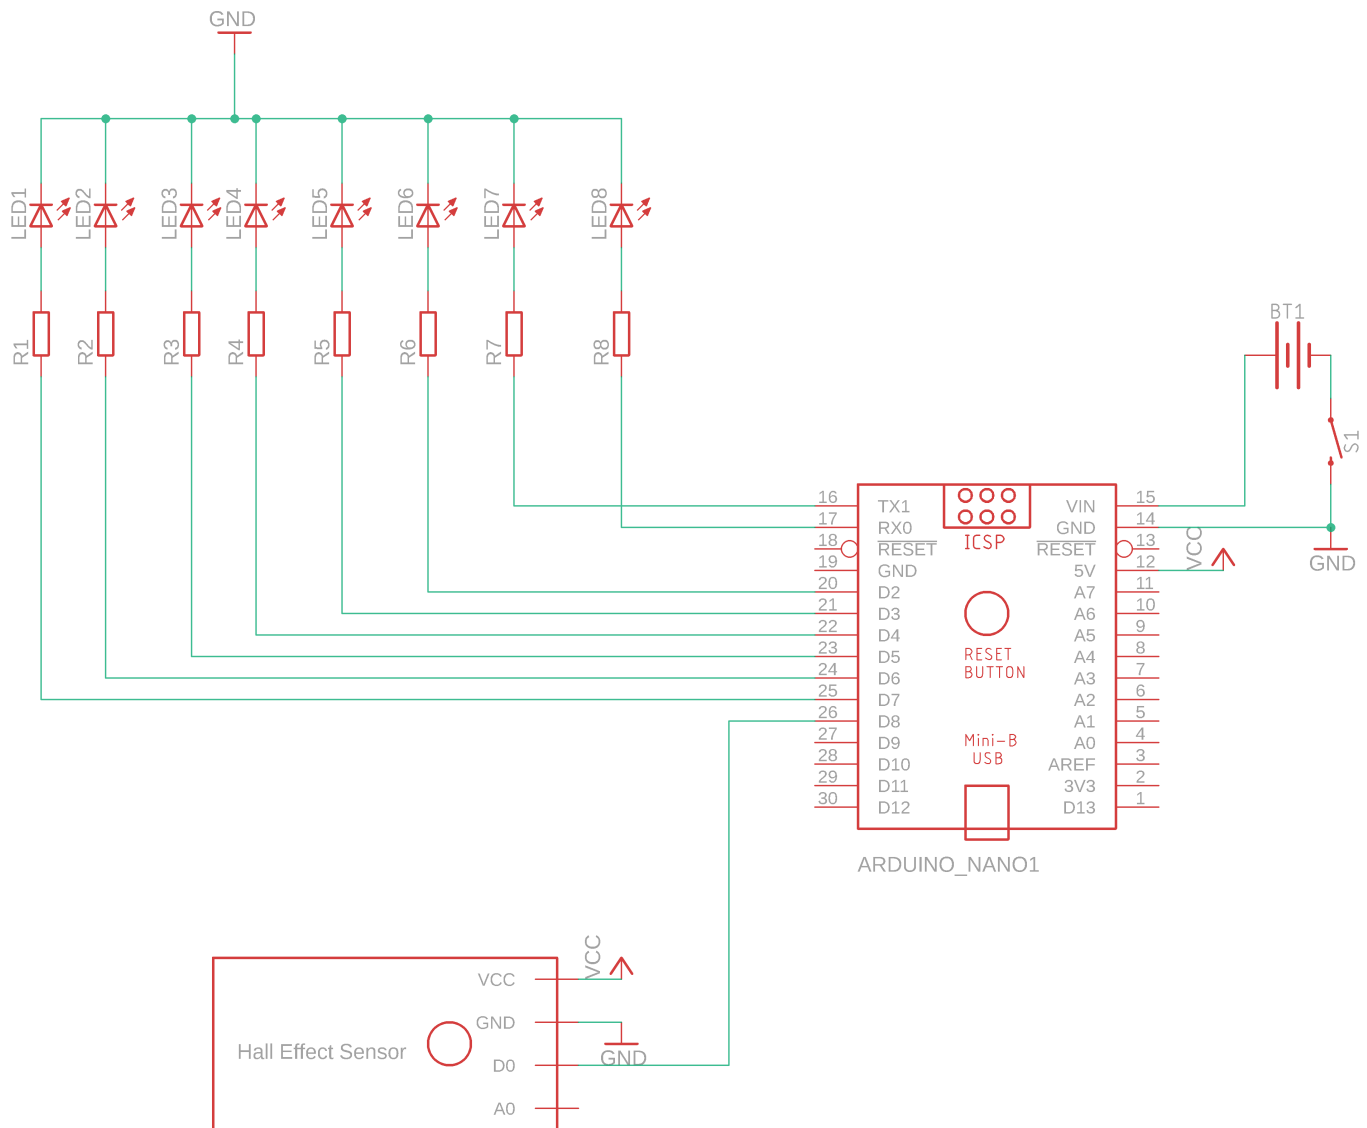 GND
LED1
LED2
LED3
LED4
LED5
LED6
LED7
LED8
R1
R2
R3
R4
R5
R6
R7
R8
BT1
S1
GND
VCC
16 TX1
17 RX0
18 RESET
19 GND
20 D2
21 D3
22 D4
23 D5
24 D6
25 D7
26 D8
27 D9
28 D10
29 D11
30 D12
ICSP
RESET
BUTTON
Mini-B
USB
VIN 15
GND 14
RESET 13
5V 12
A7 11
A6 10
A5 9
A4 8
A3 7
A2 6
A1 5
A0 4
AREF 3
3V3 2
D13 1
ARDUINO_NANO1
VCC
VCC
GND
GND
Hall Effect Sensor
D0
A0